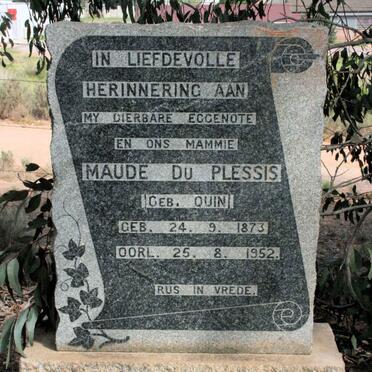 IN LIEFDEVOLLE
HERINNERING AAN
MY DIERBARE EGGENOTE
EN ONS MAMMIE
MAUDE DU PLESSIS
(GEB. QUIN)
GEB. 24. 9. 1873
OORL. 25. 8. 1952.
RUS IN VREDE.